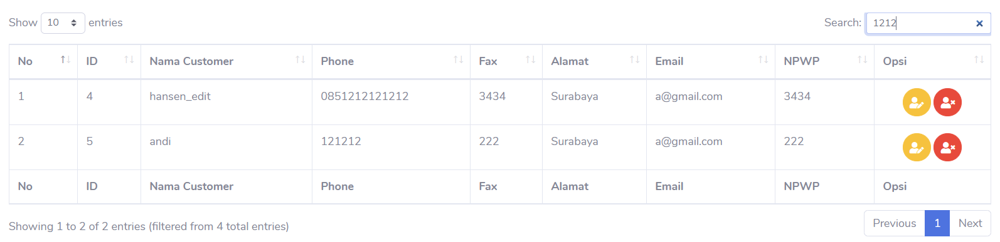 Show 10 entries Search: 1212
No ID Nama Customer Phone Fax Alamat Email NPWP Opsi
1 4 hansen_edit 0851212121212 3434 Surabaya a@gmail.com 3434
2 5 andi 121212 222 Surabaya a@gmail.com 222
No ID Nama Customer Phone Fax Alamat Email NPWP Opsi
Showing 1 to 2 of 2 entries (filtered from 4 total entries) Previous 1 Next